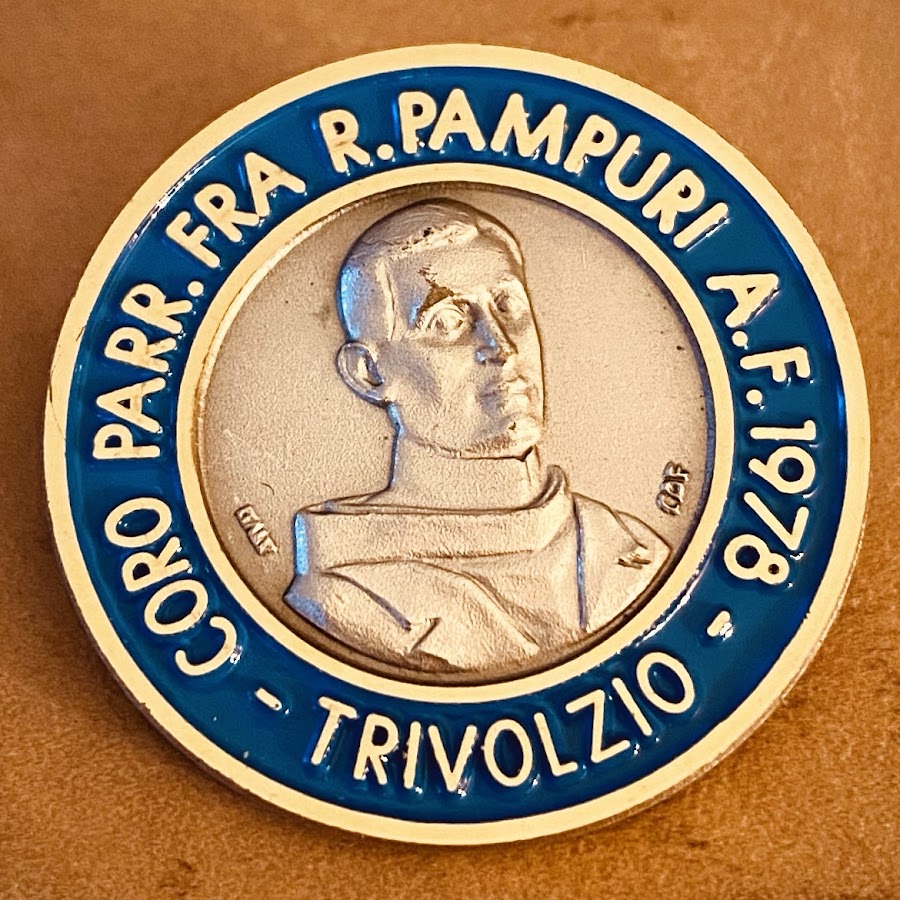 CORO PARR. FRA R. PAMPURI A.F. 1978
- TRIVOLZIO -